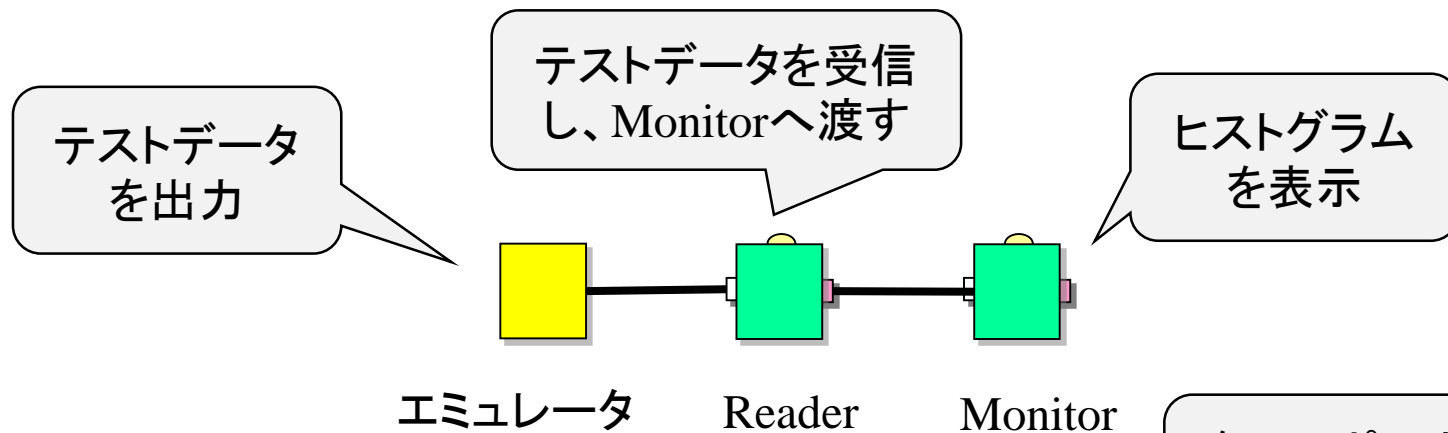 テストデータ
を出力
テストデータを受信
し、Monitorへ渡す
ヒストグラム
を表示
エミュレータ
Reader
Monitor